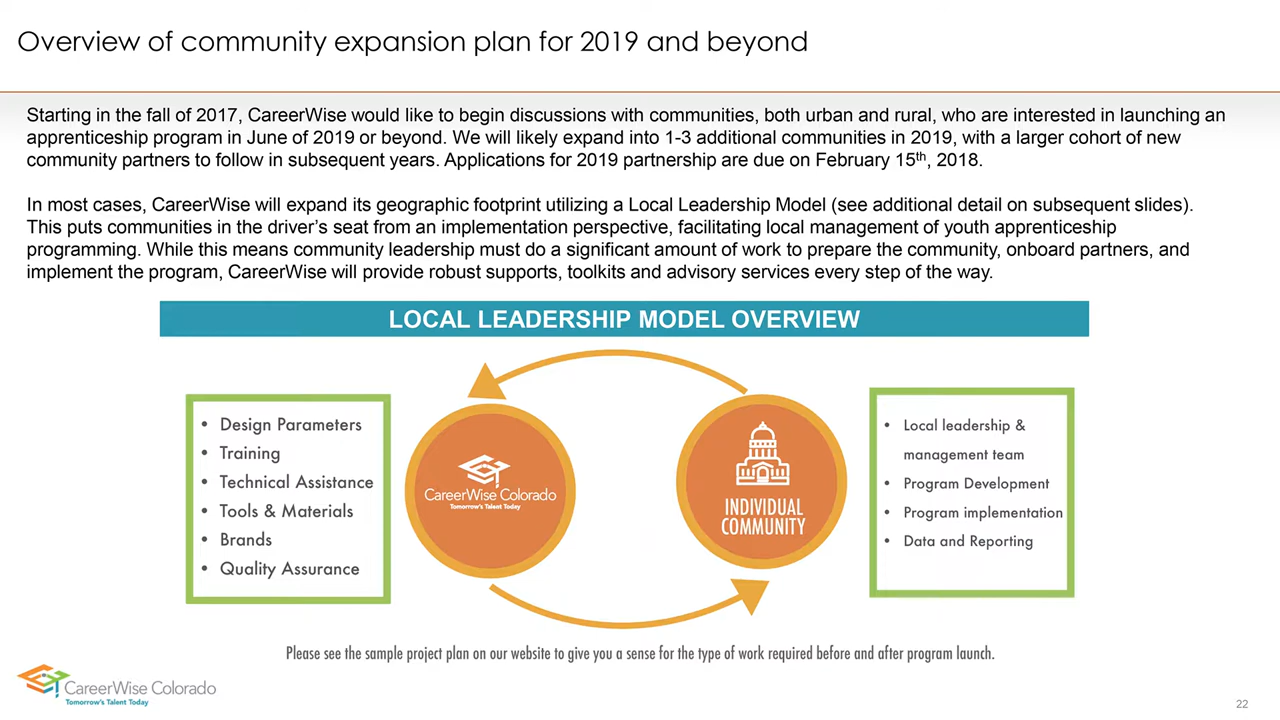 Overview of community expansion plan for 2019 and beyond
Starting in the fall of 2017, CareerWise would like to begin discussions with communities, both urban and rural, who are interested in launching an
apprenticeship program in June of 2019 or beyond. We will likely expand into 1-3 additional communities in 2019, with a larger cohort of new
community partners to follow in subsequent years. Applications for 2019 partnership are due on February 15th, 2018.
In most cases, CareerWise will expand its geographic footprint utilizing a Local Leadership Model (see additional detail on subsequent slides).
This puts communities in the driver's seat from an implementation perspective, facilitating local management of youth apprenticeship
programming. While this means community leadership must do a significant amount of work to prepare the community, onboard partners, and
implement the program, CareerWise will provide robust supports, toolkits and advisory services every step of the way.
LOCAL LEADERSHIP MODEL OVERVIEW
• Design Parameters
• Training
• Technical Assistance
• Tools & Materials
• Brands
• Quality Assurance
CareerWise Colorado
Tomorrow's Talent Today
INDIVIDUAL
COMMUNITY
• Local leadership &
management team
• Program Development
• Program implementation
• Data and Reporting
Please see the sample project plan on our website to give you a sense for the type of work required before and after program launch.
CareerWise Colorado
Tomorrow's Talent Today
22